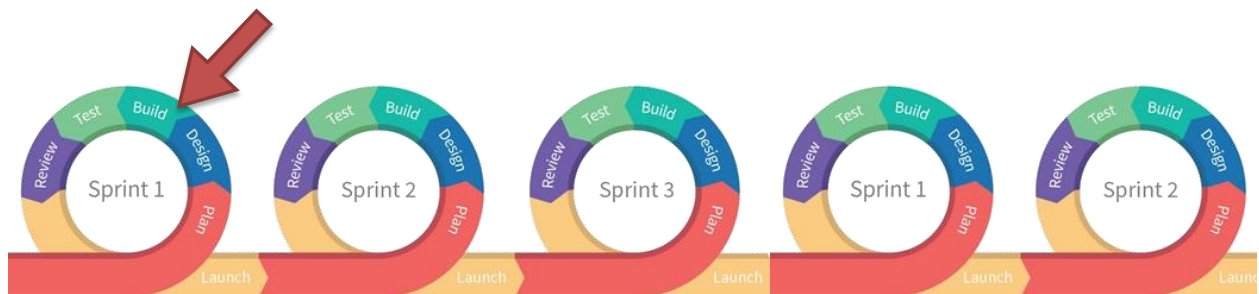 Test
Build
Design
Review
Sprint 1
Plan
Launch
Test
Build
Design
Review
Sprint 2
Plan
Launch
Test
Build
Design
Review
Sprint 3
Plan
Launch
Test
Build
Design
Review
Sprint 1
Plan
Launch
Test
Build
Design
Review
Sprint 2
Plan
Laun